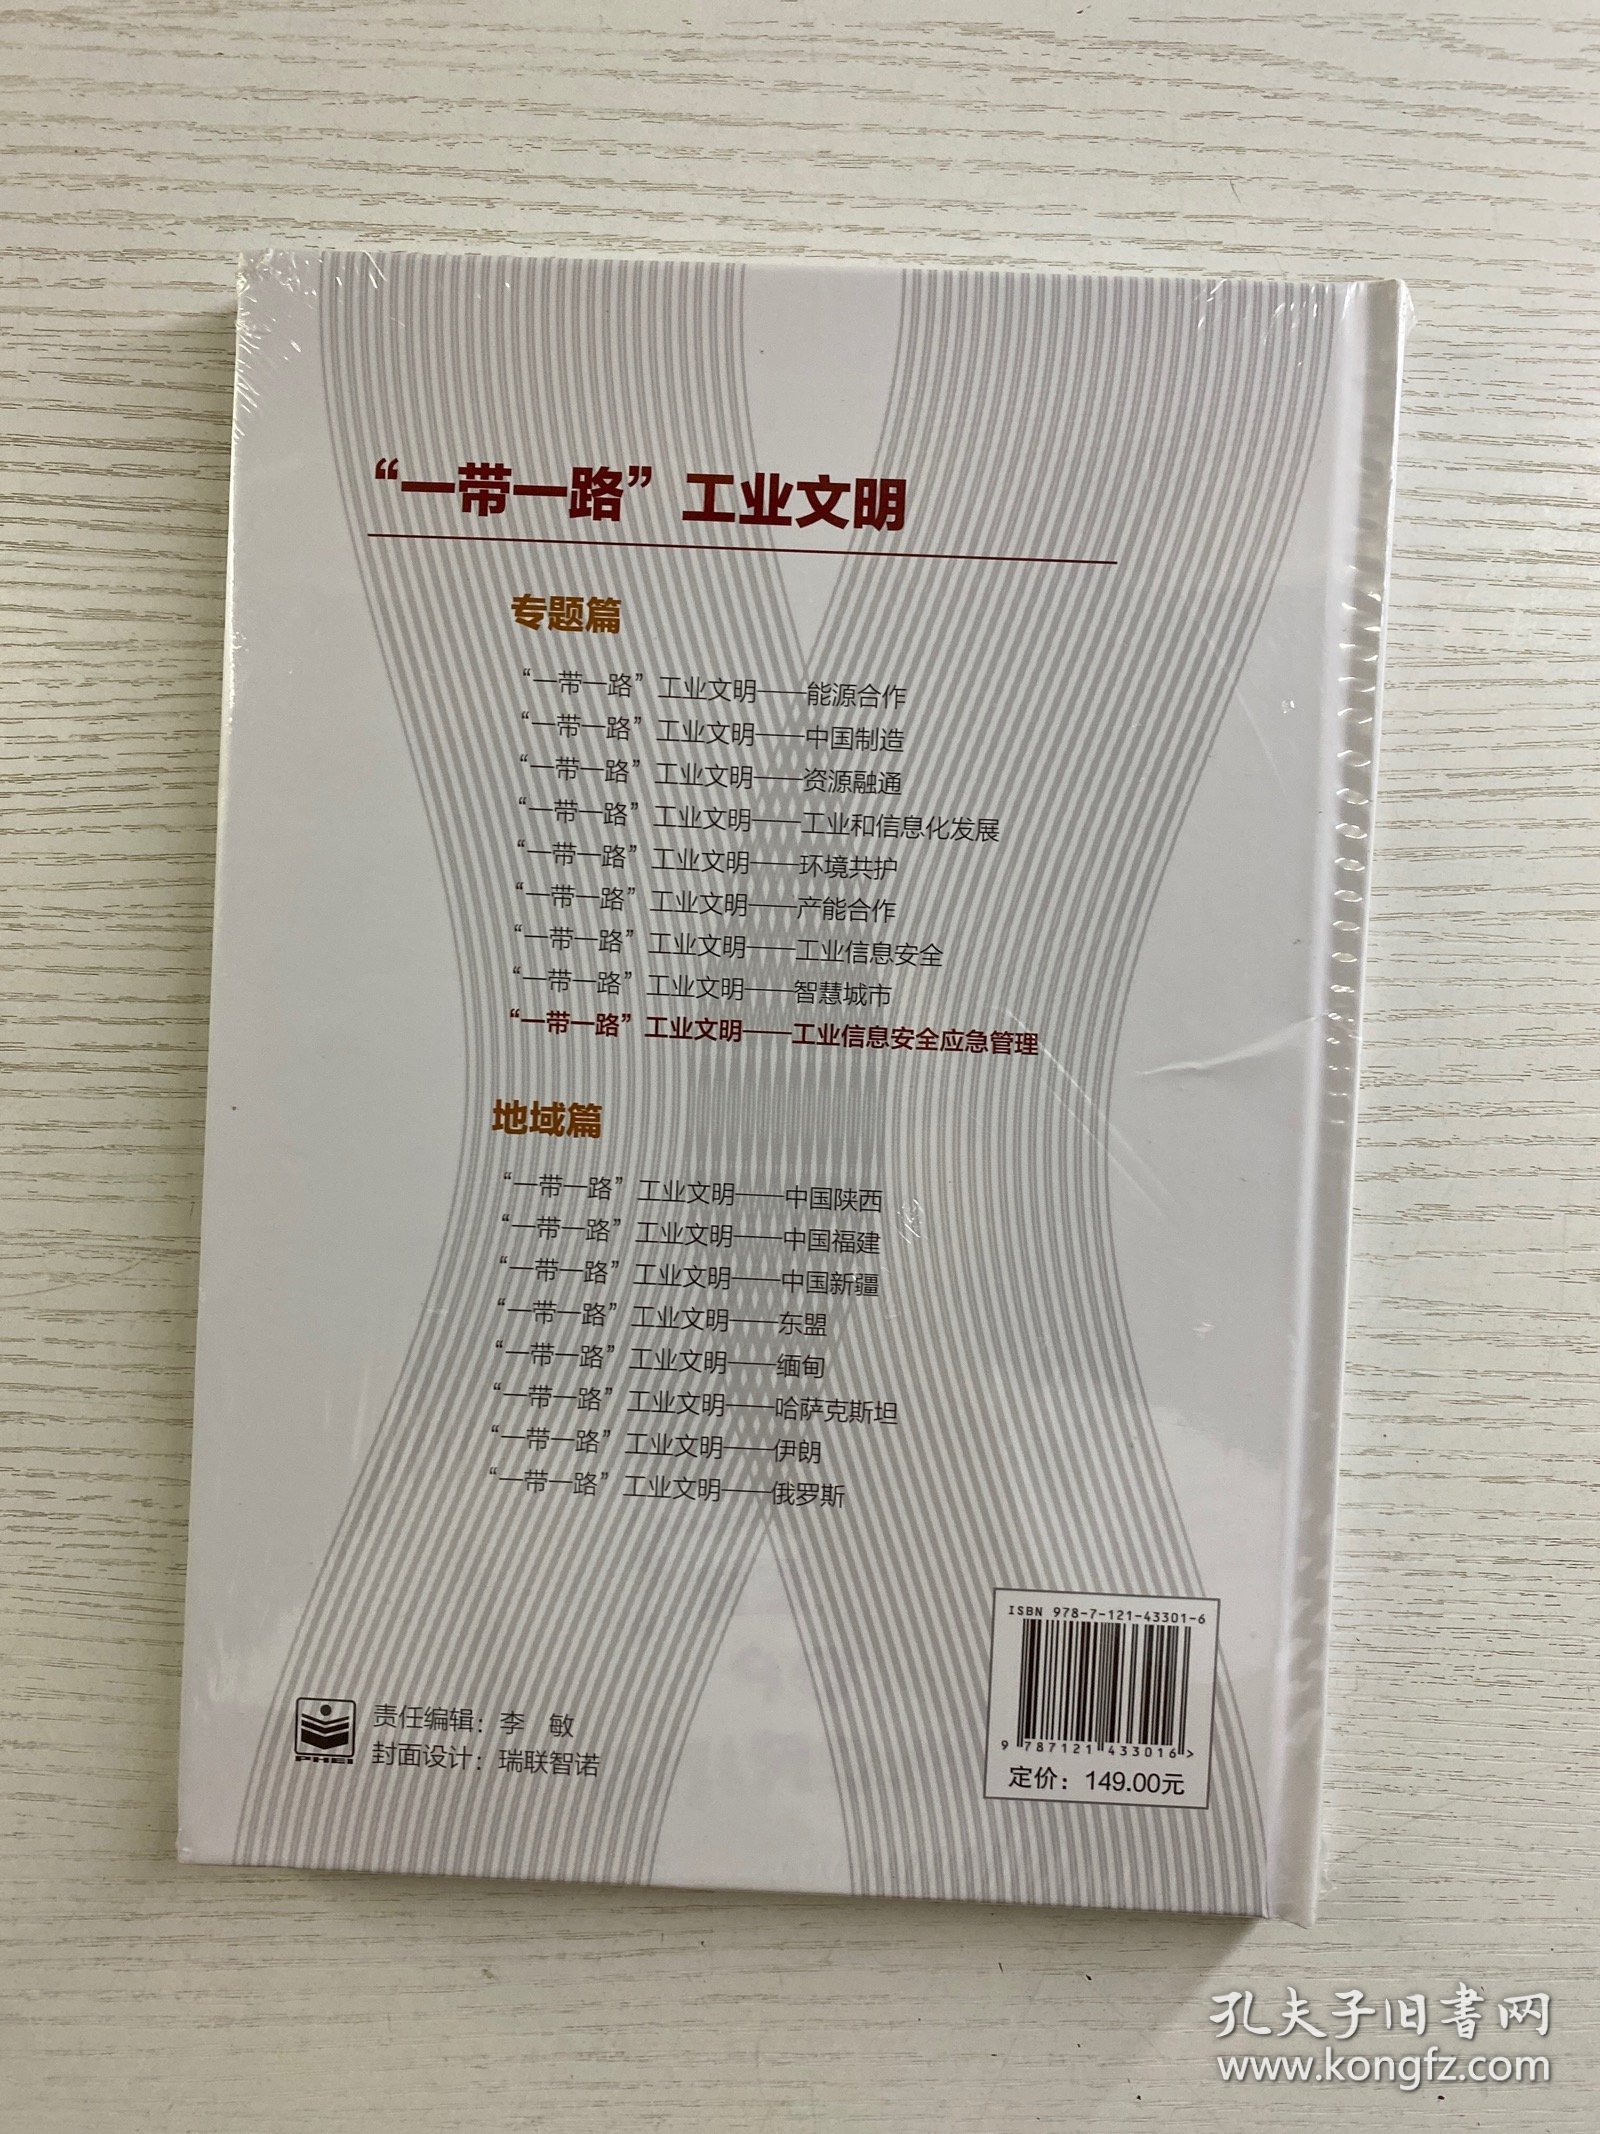 “一带一路”工业文明
专题篇
“一带一路”工业文明——能源合作
“一带一路”工业文明——中国制造
“一带一路”工业文明——资源融通
“一带一路”工业文明——工业和信息化发展
“一带一路”工业文明——环境共护
“一带一路”工业文明——产能合作
“一带一路”工业文明——工业信息安全
“一带一路”工业文明——智慧城市
“一带一路”工业文明——工业信息安全应急管理
地域篇
“一带一路”工业文明——中国陕西
“一带一路”工业文明——中国福建
“一带一路”工业文明——中国新疆
“一带一路”工业文明——东盟
“一带一路”工业文明——缅甸
“一带一路”工业文明——哈萨克斯坦
“一带一路”工业文明——伊朗
“一带一路”工业文明——俄罗斯
PHEI
责任编辑：李 敏
封面设计：瑞联智诺
ISBN 978-7-121-43301-6
9 787121 433016>
定价：149.00元
孔夫子旧書网
www.kongfz.com